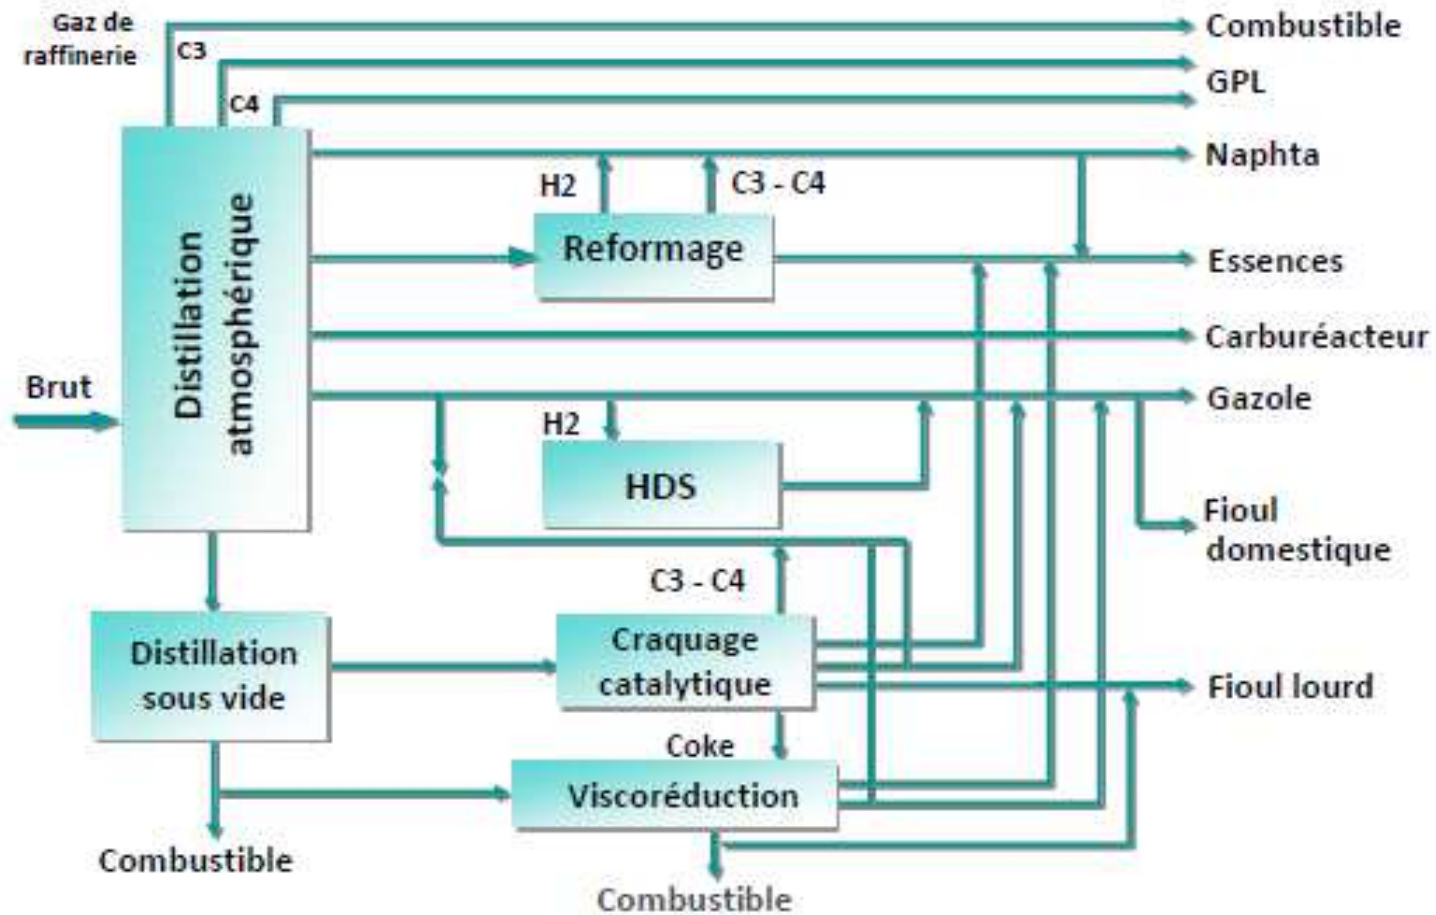 Gaz de
raffinerie
C3
C4
Combustible
GPL
Naphta
H2
C3 - C4
Distillation
atmosphérique
Reformage
Essences
Carburéacteur
Brut
Gazole
H2
HDS
Fioul
domestique
C3 - C4
Distillation
sous vide
Craquage
catalytique
Fioul lourd
Coke
Viscoréduction
Combustible
Combustible